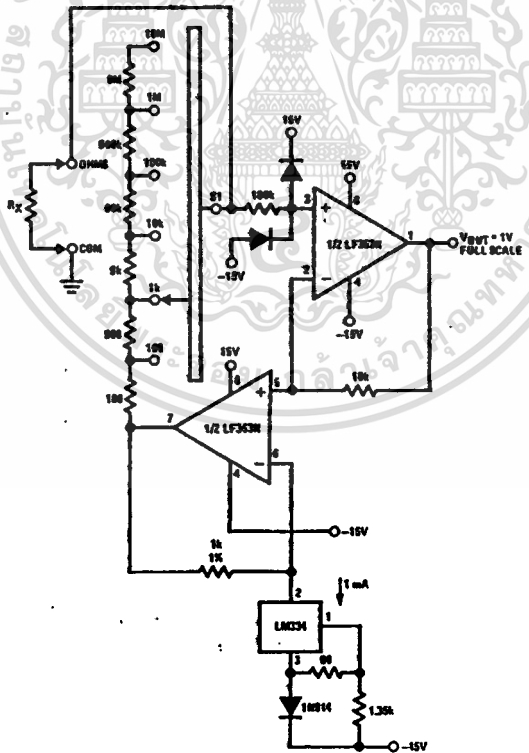 10M
1M
100k
10k
1k
100
9M
900k
90k
9k
900
100
OHMS
COM
RX
S1
100k
15V
-15V
3
+
2
-
15V
8
4
-15V
1/2 LF353N
1
VOUT = 1V
FULL SCALE
10k
15V
8
5
+
6
-
7
4
1/2 LF353N
-15V
1k
1%
2
1 mA
LM334
1
3
68
1N914
1.35k
-15V